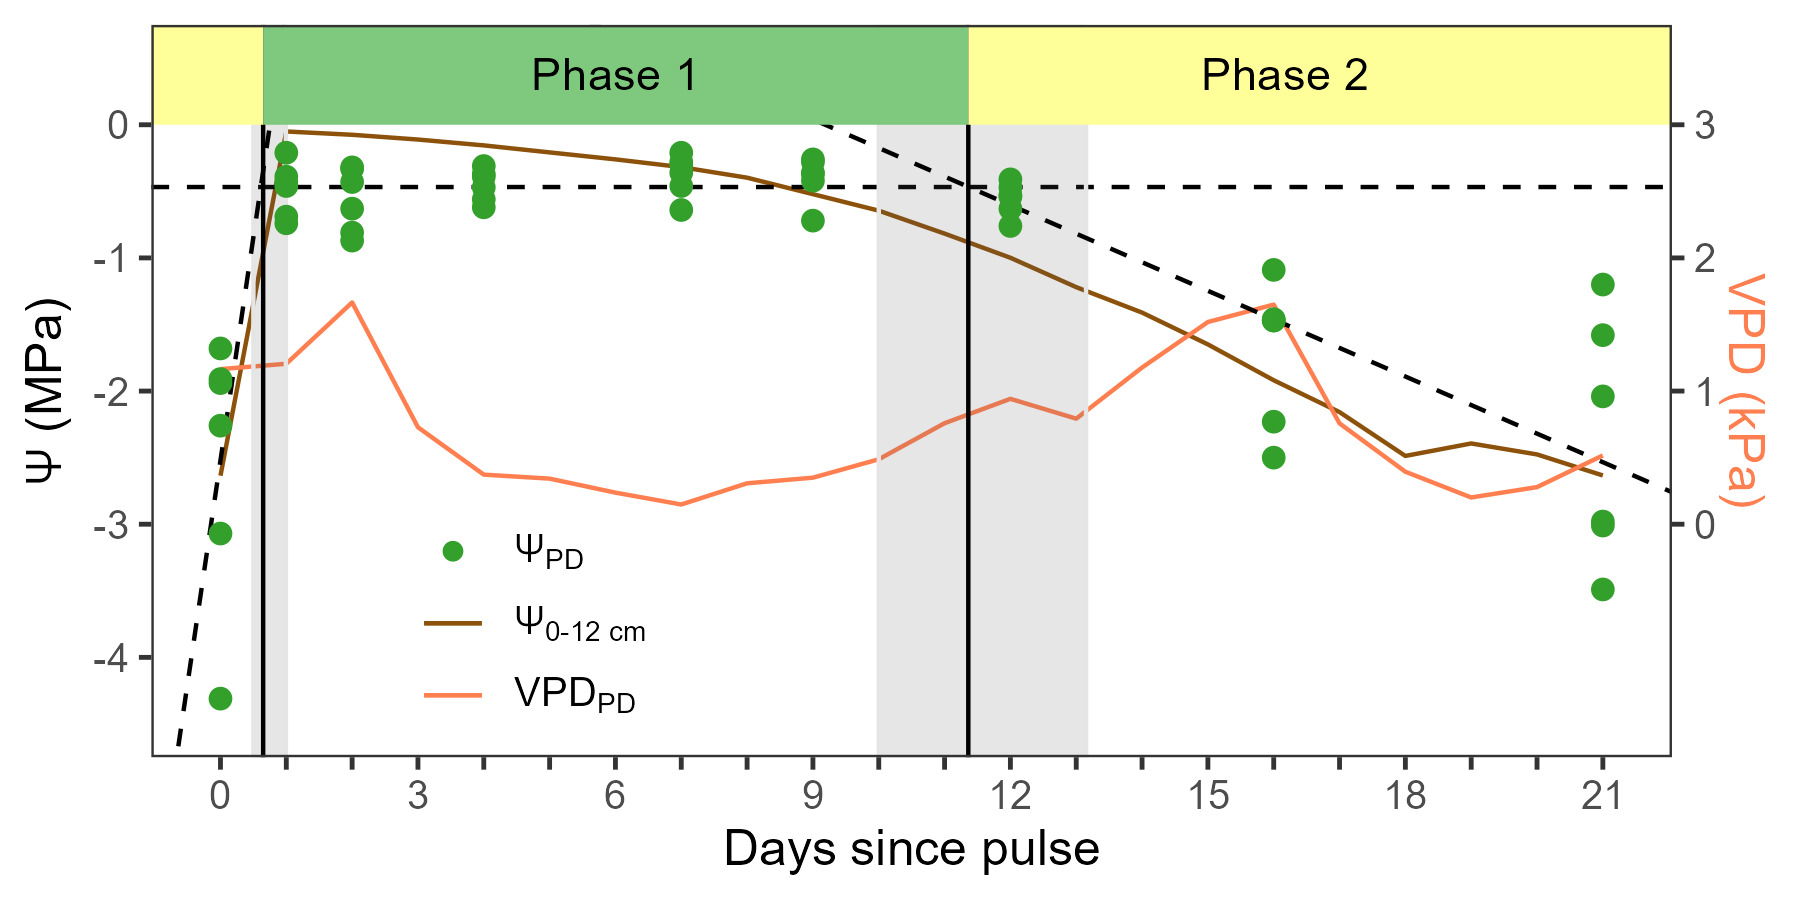 Phase 1
Phase 2
0
-1
-2
-3
-4
Ψ (MPa)
3
2
1
0
VPD (kPa)
ΨPD
Ψ0-12 cm
VPDPD
0 3 6 9 12 15 18 21
Days since pulse